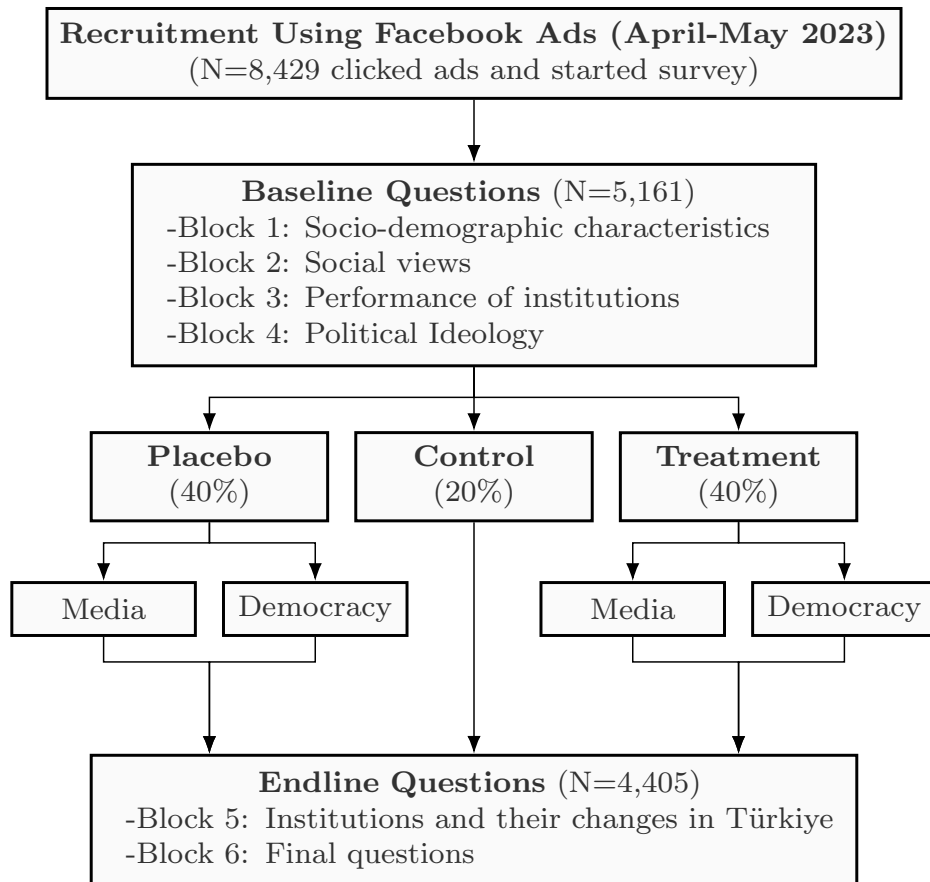 Recruitment Using Facebook Ads (April-May 2023)
(N=8,429 clicked ads and started survey)
Baseline Questions (N=5,161)
-Block 1: Socio-demographic characteristics
-Block 2: Social views
-Block 3: Performance of institutions
-Block 4: Political Ideology
Placebo
(40%)
Control
(20%)
Treatment
(40%)
Media
Democracy
Media
Democracy
Endline Questions (N=4,405)
-Block 5: Institutions and their changes in Türkiye
-Block 6: Final questions